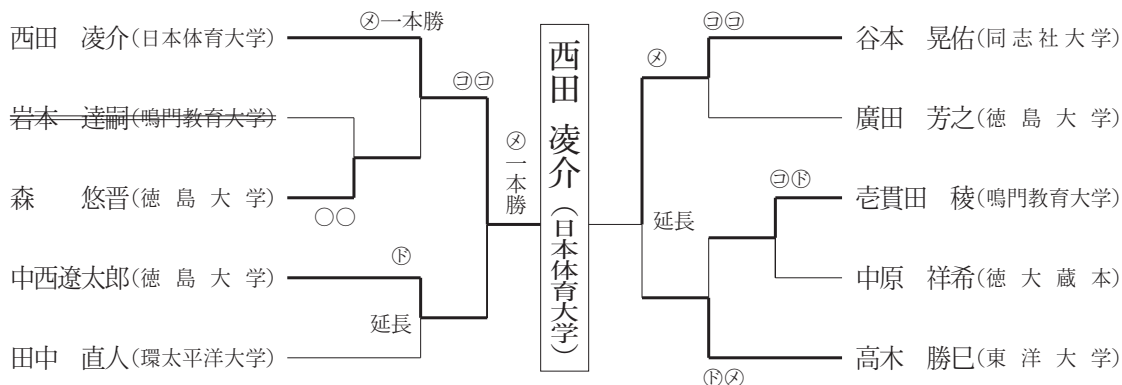 ㋱一本勝
西田　凌介(日本体育大学)
㋙㋙
岩本　達嗣(鳴門教育大学)
森　悠晋(徳島大学)
○○
㋣゙
中西遼太郎(徳島大学)
延長
田中　直人(環太平洋大学)
㋱一本勝
西田　凌介（日本体育大学）
㋙㋙
谷本　晃佑(同志社大学)
㋱
廣田　芳之(徳島大学)
㋙㋣゙
壱貫田　稜(鳴門教育大学)
延長
中原　祥希(徳大蔵本)
高木　勝巳(東洋大学)
㋣゙㋱